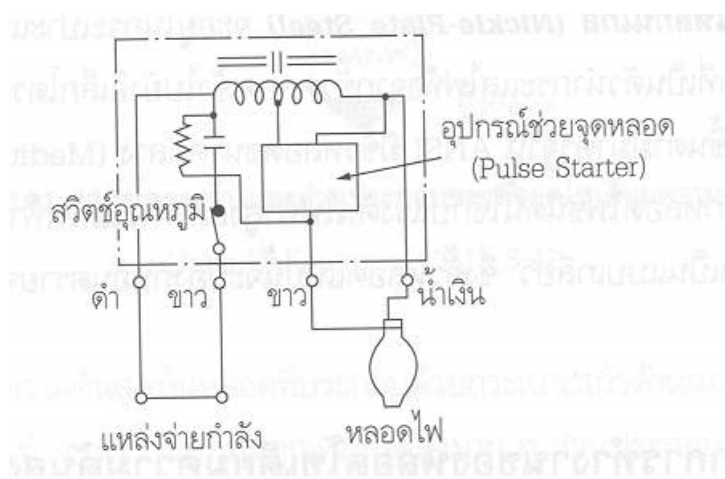 อุปกรณ์ช่วยจุดหลอด
(Pulse Starter)
สวิตช์อุณหภูมิ
ดำ
ขาว
ขาว
น้ำเงิน
แหล่งจ่ายกำลัง
หลอดไฟ